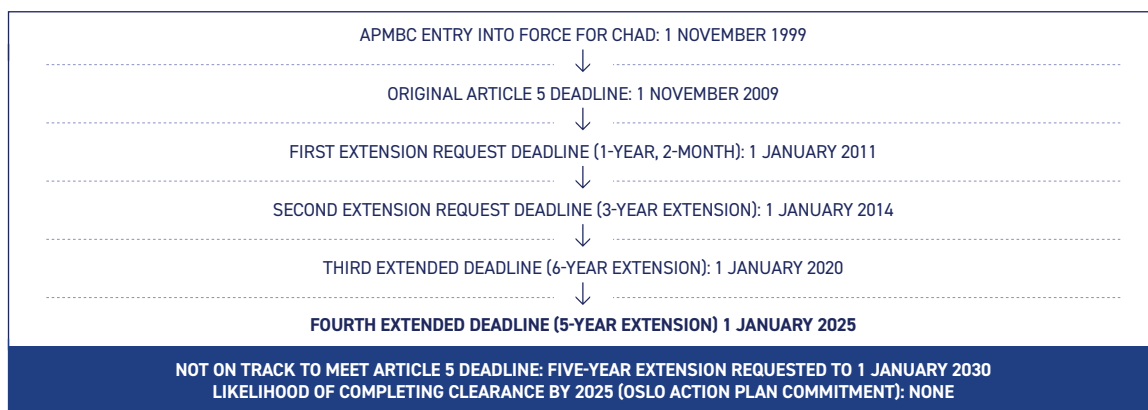 APMBC ENTRY INTO FORCE FOR CHAD: 1 NOVEMBER 1999
ORIGINAL ARTICLE 5 DEADLINE: 1 NOVEMBER 2009
FIRST EXTENSION REQUEST DEADLINE (1-YEAR, 2-MONTH): 1 JANUARY 2011
SECOND EXTENSION REQUEST DEADLINE (3-YEAR EXTENSION): 1 JANUARY 2014
THIRD EXTENDED DEADLINE (6-YEAR EXTENSION): 1 JANUARY 2020
FOURTH EXTENDED DEADLINE (5-YEAR EXTENSION) 1 JANUARY 2025
NOT ON TRACK TO MEET ARTICLE 5 DEADLINE: FIVE-YEAR EXTENSION REQUESTED TO 1 JANUARY 2030
LIKELIHOOD OF COMPLETING CLEARANCE BY 2025 (OSLO ACTION PLAN COMMITMENT): NONE